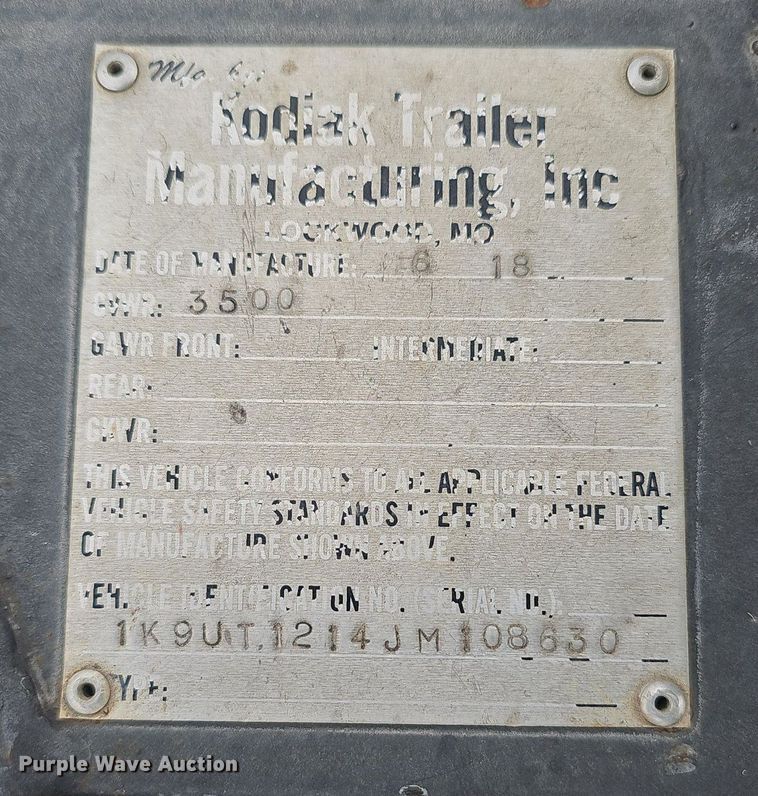 Mfg. by:
Kodiak Trailer
Manufacturing, Inc
LOCKWOOD, MO
DATE OF MANUFACTURE: 6 18
GVWR: 3500
GAWR FRONT: INTERMEDIATE:
REAR:
GKWR:
THIS VEHICLE CONFORMS TO ALL APPLICABLE FEDERAL
VEHICLE SAFETY STANDARDS IN EFFECT ON THE DATE
OF MANUFACTURE SHOWN ABOVE.
VEHICLE IDENTIFICATION NO. (SERIAL NO.).
1K9UT1214JM108630
TYPE:
Purple Wave Auction